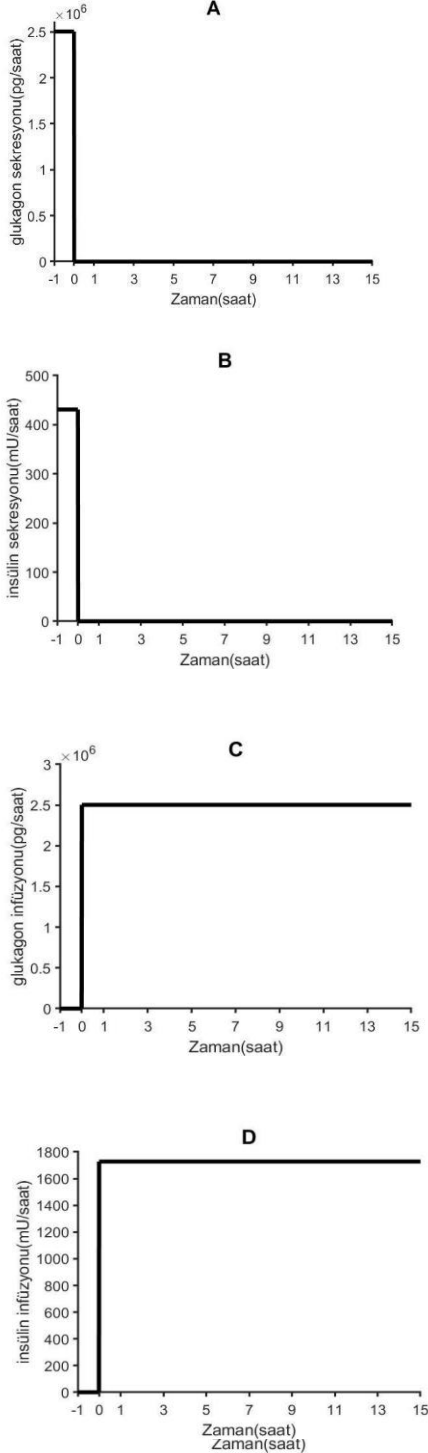 A
×10⁶
2.5
2
1.5
1
0.5
0
glukagon sekresyonu(pg/saat)
-1 0 1 3 5 7 9 11 13 15
Zaman(saat)
B
500
400
300
200
100
0
insülin sekresyonu(mU/saat)
-1 0 1 3 5 7 9 11 13 15
Zaman(saat)
C
×10⁶
3
2.5
2
1.5
1
0.5
0
glukagon infüzyonu(pg/saat)
-1 0 1 3 5 7 9 11 13 15
Zaman(saat)
D
1800
1600
1400
1200
1000
800
600
400
200
0
insülin infüzyonu(mU/saat)
-1 0 1 3 5 7 9 11 13 15
Zaman(saat)
Zaman(saat)